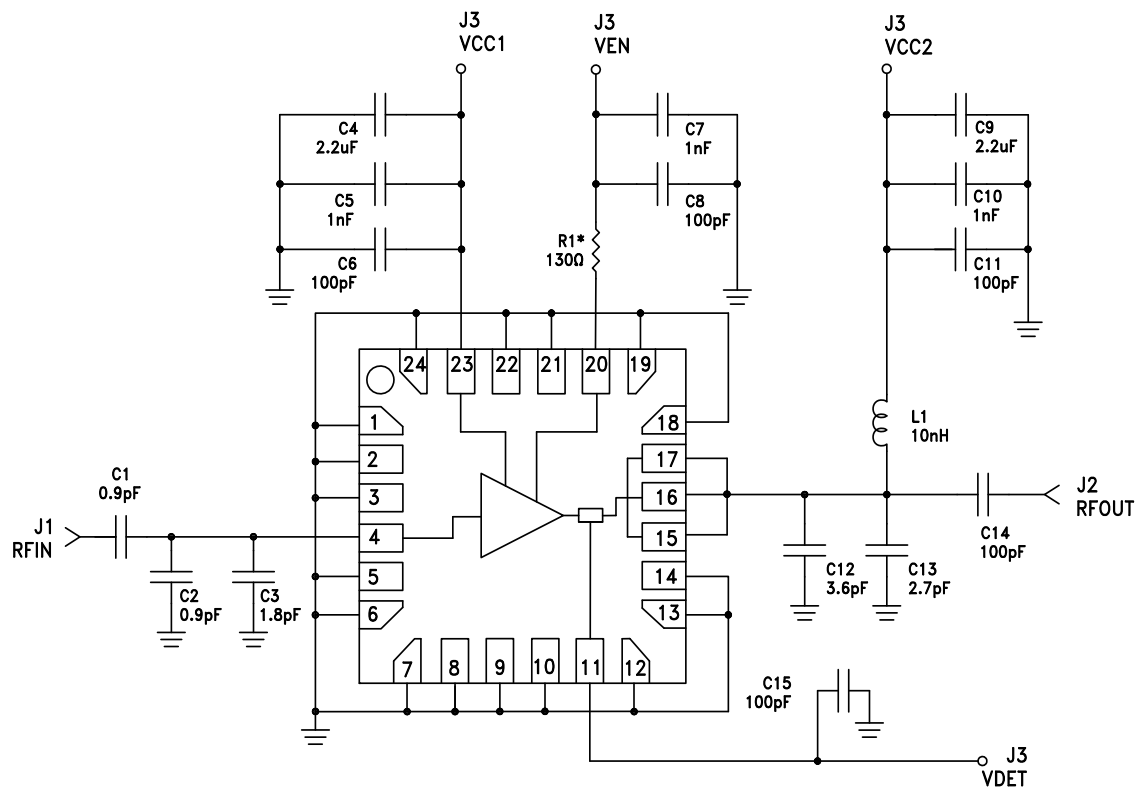 J3
VCC1
J3
VEN
J3
VCC2
C4
2.2uF
C5
1nF
C6
100pF
C7
1nF
C8
100pF
R1*
130Ω
C9
2.2uF
C10
1nF
C11
100pF
L1
10nH
24
23
22
21
20
19
1
2
3
4
5
6
18
17
16
15
14
13
7
8
9
10
11
12
C1
0.9pF
J1
RFIN
C2
0.9pF
C3
1.8pF
J2
RFOUT
C14
100pF
C12
3.6pF
C13
2.7pF
C15
100pF
J3
VDET